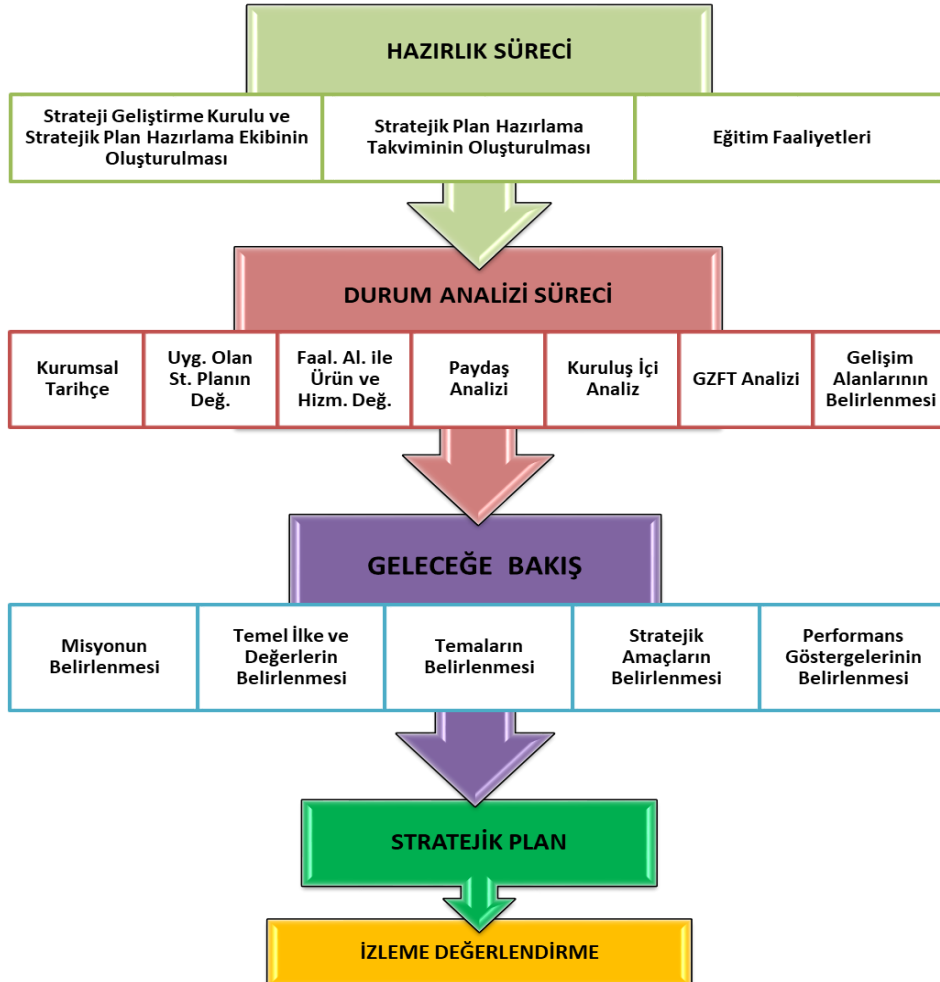 HAZIRLIK SÜRECİ
Strateji Geliştirme Kurulu ve
Stratejik Plan Hazırlama Ekibinin
Oluşturulması
Stratejik Plan Hazırlama
Takviminin Oluşturulması
Eğitim Faaliyetleri
DURUM ANALİZİ SÜRECİ
Kurumsal
Tarihçe
Uyg. Olan
St. Planın
Değ.
Faal. Al. ile
Ürün ve
Hizm. Değ.
Paydaş
Analizi
Kuruluş İçi
Analiz
GZFT Analizi
Gelişim
Alanlarının
Belirlenmesi
GELECEĞE BAKIŞ
Misyonun
Belirlenmesi
Temel İlke ve
Değerlerin
Belirlenmesi
Temaların
Belirlenmesi
Stratejik
Amaçların
Belirlenmesi
Performans
Göstergelerinin
Belirlenmesi
STRATEJİK PLAN
İZLEME DEĞERLENDİRME